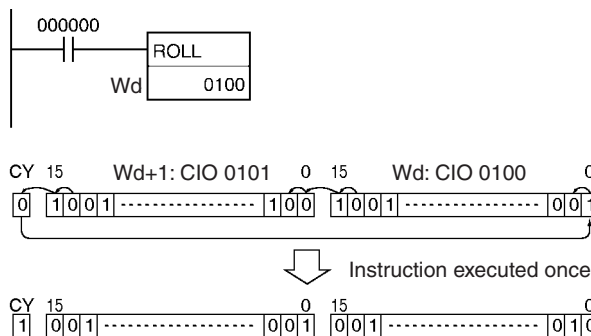 000000
ROLL
Wd 0100
CY 15 Wd+1: CIO 0101 0 15 Wd: CIO 0100 0
0 1 0 0 1 1 0 0 1 0 0 1 0 0 1
Instruction executed once
CY 15 0 15 0
1 0 0 1 0 0 1 0 0 1 0 1 0